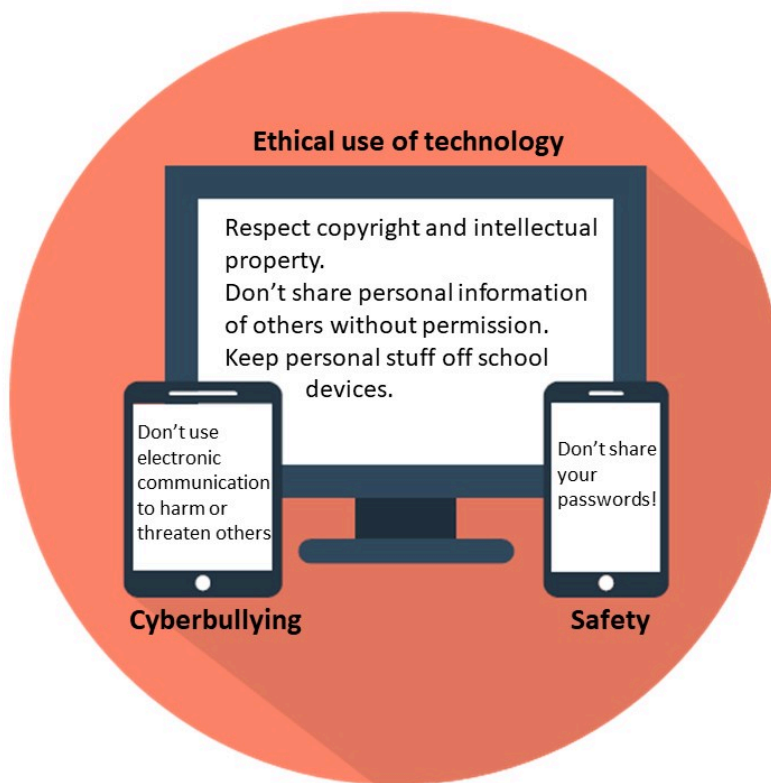 Ethical use of technology
Respect copyright and intellectual
property.
Don’t share personal information
of others without permission.
Keep personal stuff off school
devices.
Don’t use
electronic
communication
to harm or
threaten others
Cyberbullying
Don’t share
your
passwords!
Safety